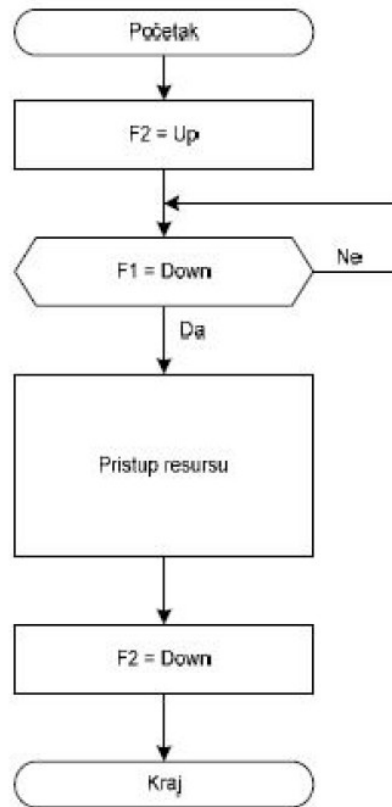 Početak
F2 = Up
F1 = Down
Ne
Da
Pristup resursu
F2 = Down
Kraj